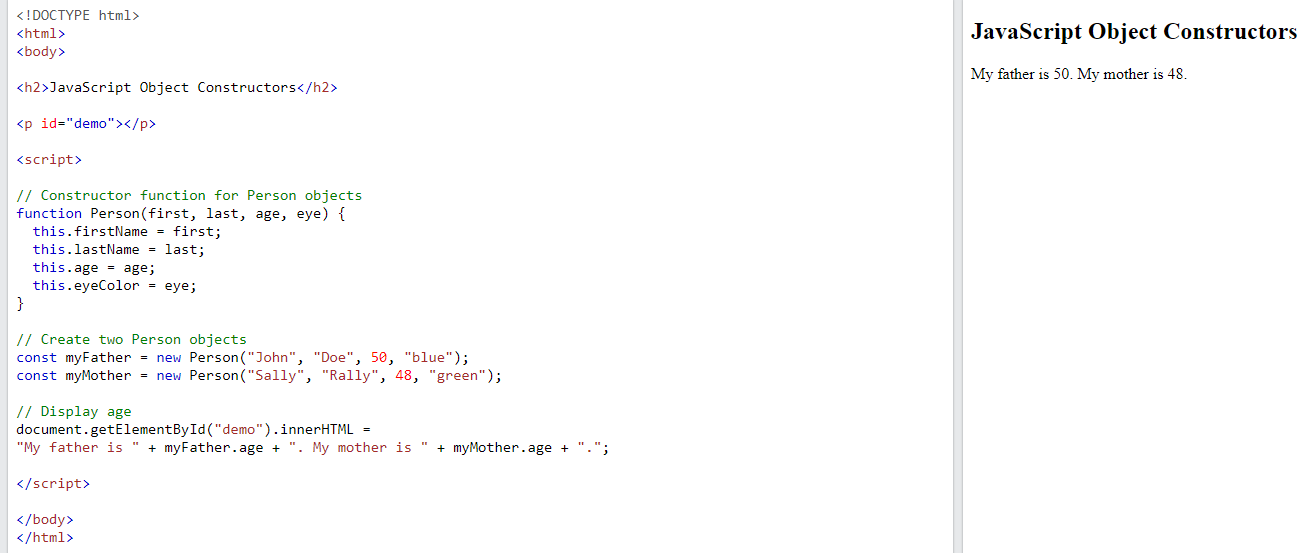 <!DOCTYPE html>
<html>
<body>
<h2>JavaScript Object Constructors</h2>
<p id="demo"></p>
<script>
// Constructor function for Person objects
function Person(first, last, age, eye) {
  this.firstName = first;
  this.lastName = last;
  this.age = age;
  this.eyeColor = eye;
}
// Create two Person objects
const myFather = new Person("John", "Doe", 50, "blue");
const myMother = new Person("Sally", "Rally", 48, "green");
// Display age
document.getElementById("demo").innerHTML =
"My father is " + myFather.age + ". My mother is " + myMother.age + ".";
</script>
</body>
</html>
JavaScript Object Constructors
My father is 50. My mother is 48.